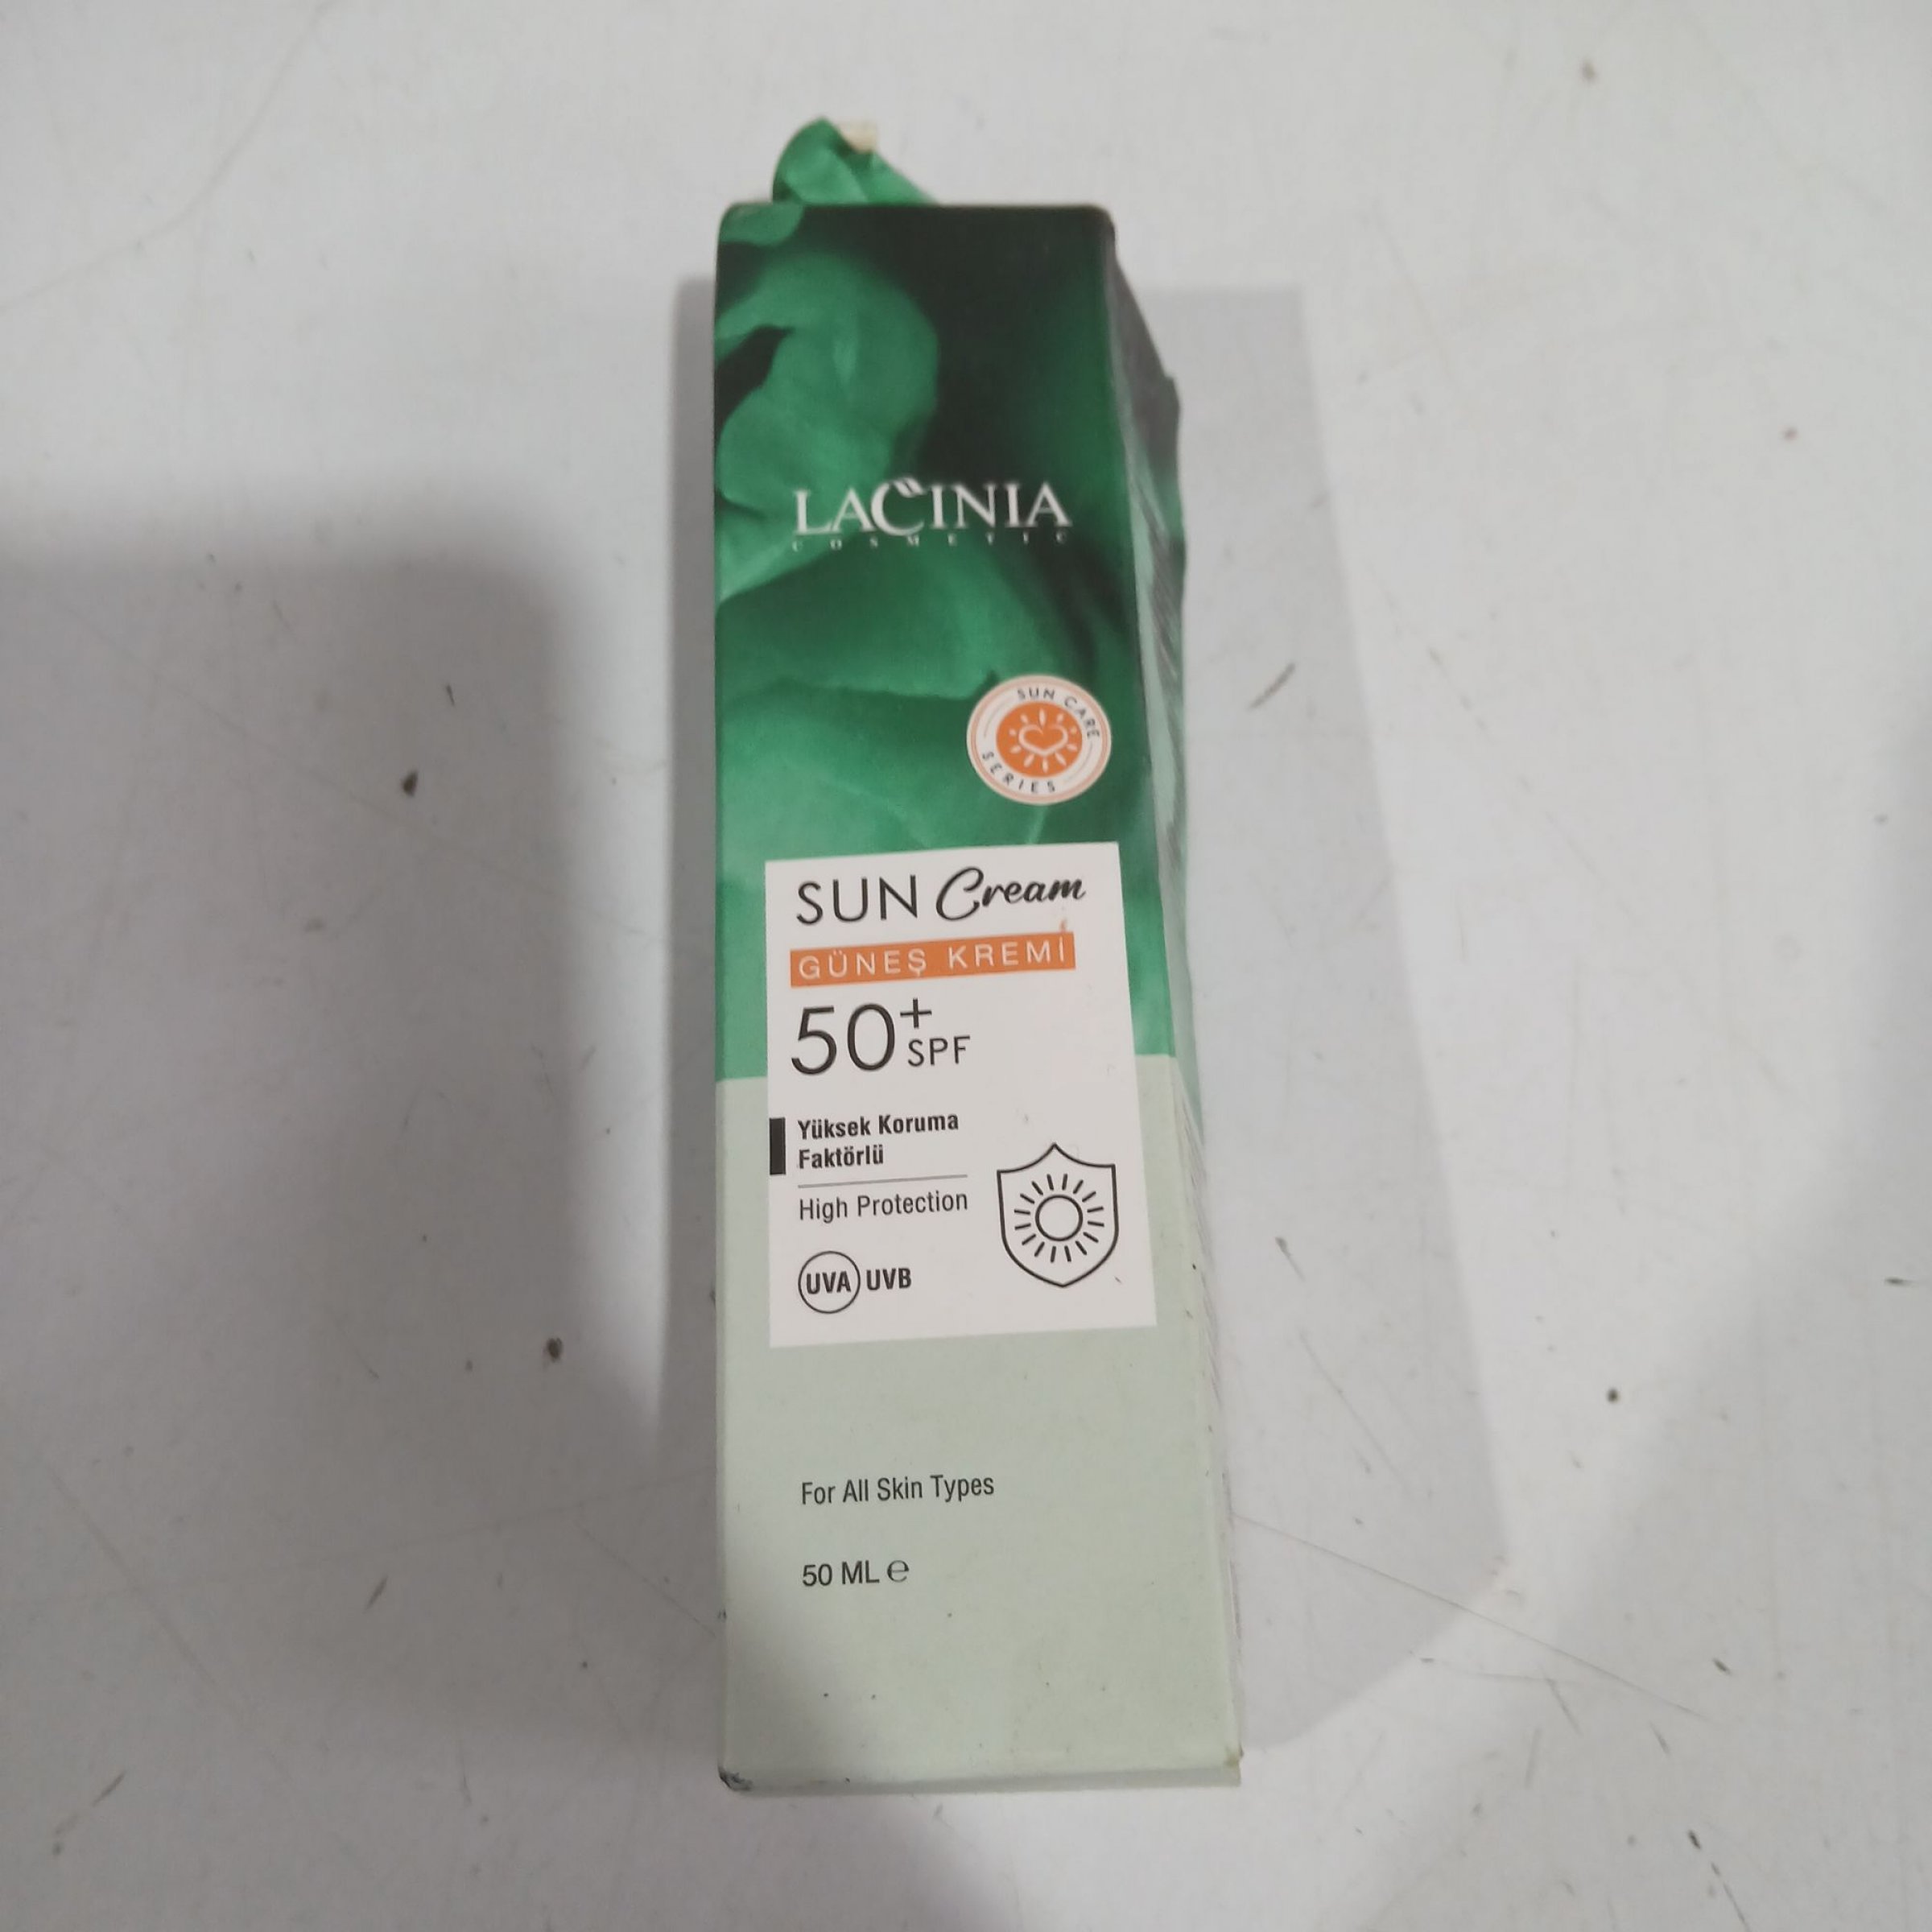 LACINIA
COSMETIC
SUN CARE
SERIES
SUN Cream
GÜNEŞ KREMİ
50+ SPF
Yüksek Koruma
Faktörlü
High Protection
UVA UVB
For All Skin Types
50 ML ℮